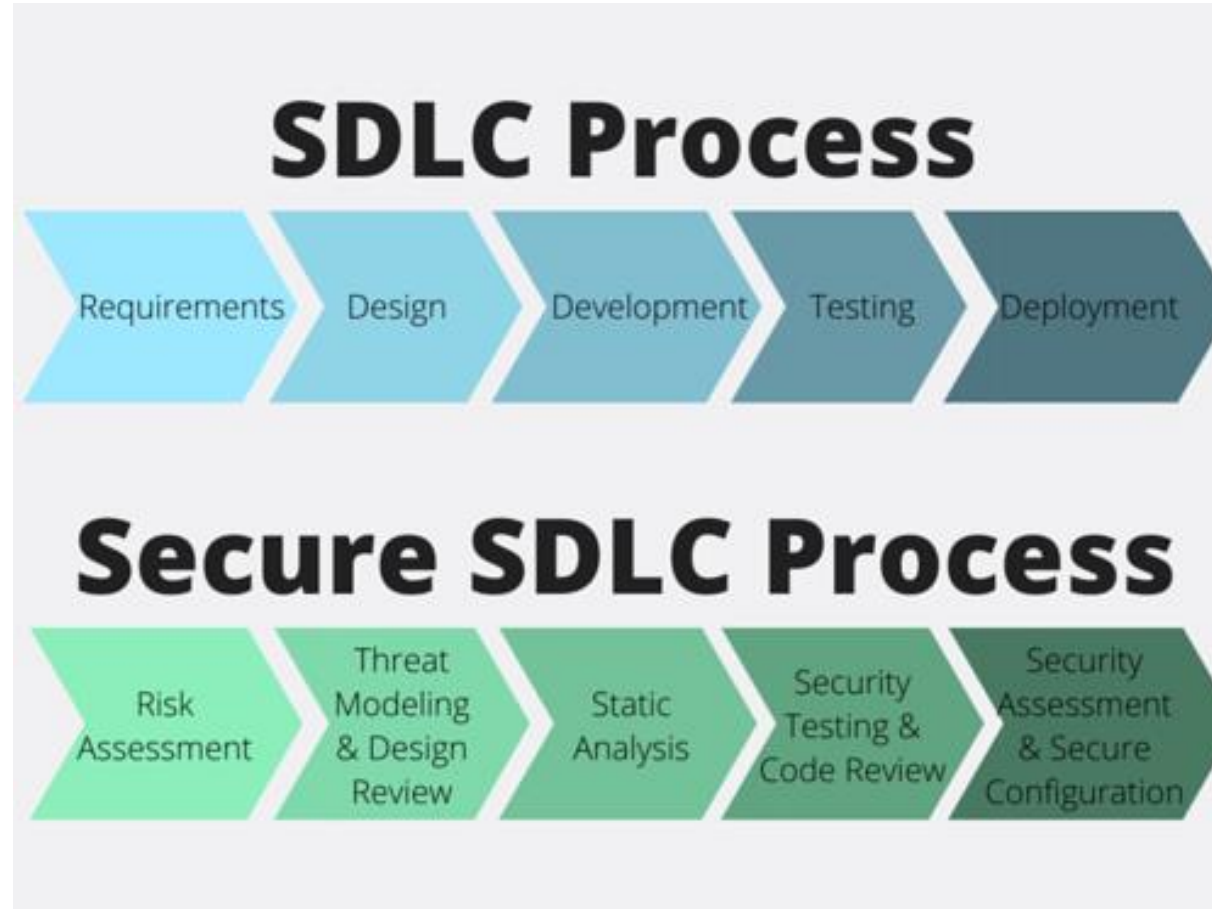 SDLC Process
Requirements
Design
Development
Testing
Deployment
Secure SDLC Process
Risk
Assessment
Threat
Modeling
& Design
Review
Static
Analysis
Security
Testing &
Code Review
Security
Assessment
& Secure
Configuration